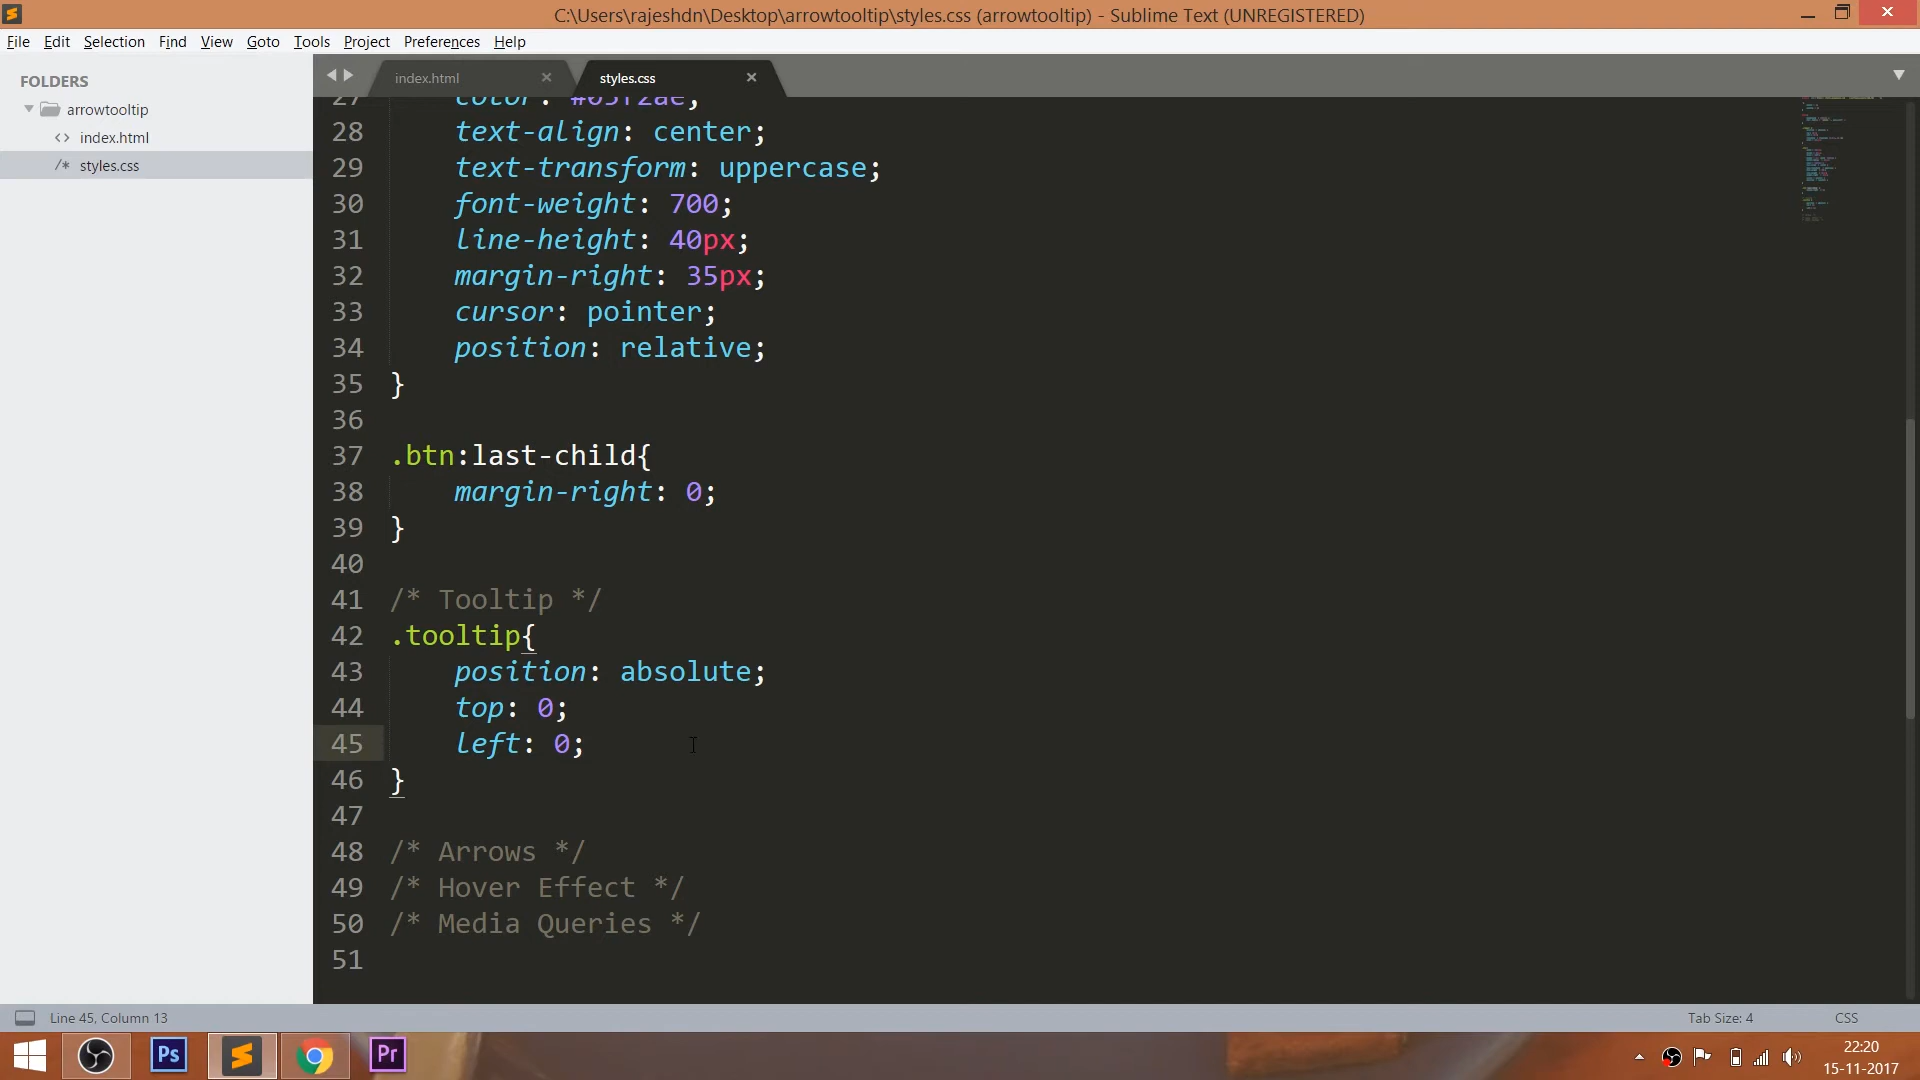 C:\Users\rajeshdn\Desktop\arrowtooltip\styles.css (arrowtooltip) - Sublime Text (UNREGISTERED)
File Edit Selection Find View Goto Tools Project Preferences Help
FOLDERS
arrowtooltip
<> index.html
/* styles.css
index.html
styles.css
27 color: #05f2ae;
28 text-align: center;
29 text-transform: uppercase;
30 font-weight: 700;
31 line-height: 40px;
32 margin-right: 35px;
33 cursor: pointer;
34 position: relative;
35 }
36
37 .btn:last-child{
38 margin-right: 0;
39 }
40
41 /* Tooltip */
42 .tooltip{
43 position: absolute;
44 top: 0;
45 left: 0;
46 }
47
48 /* Arrows */
49 /* Hover Effect */
50 /* Media Queries */
51
Line 45, Column 13
Tab Size: 4
CSS
Ps
Pr
22:20
15-11-2017